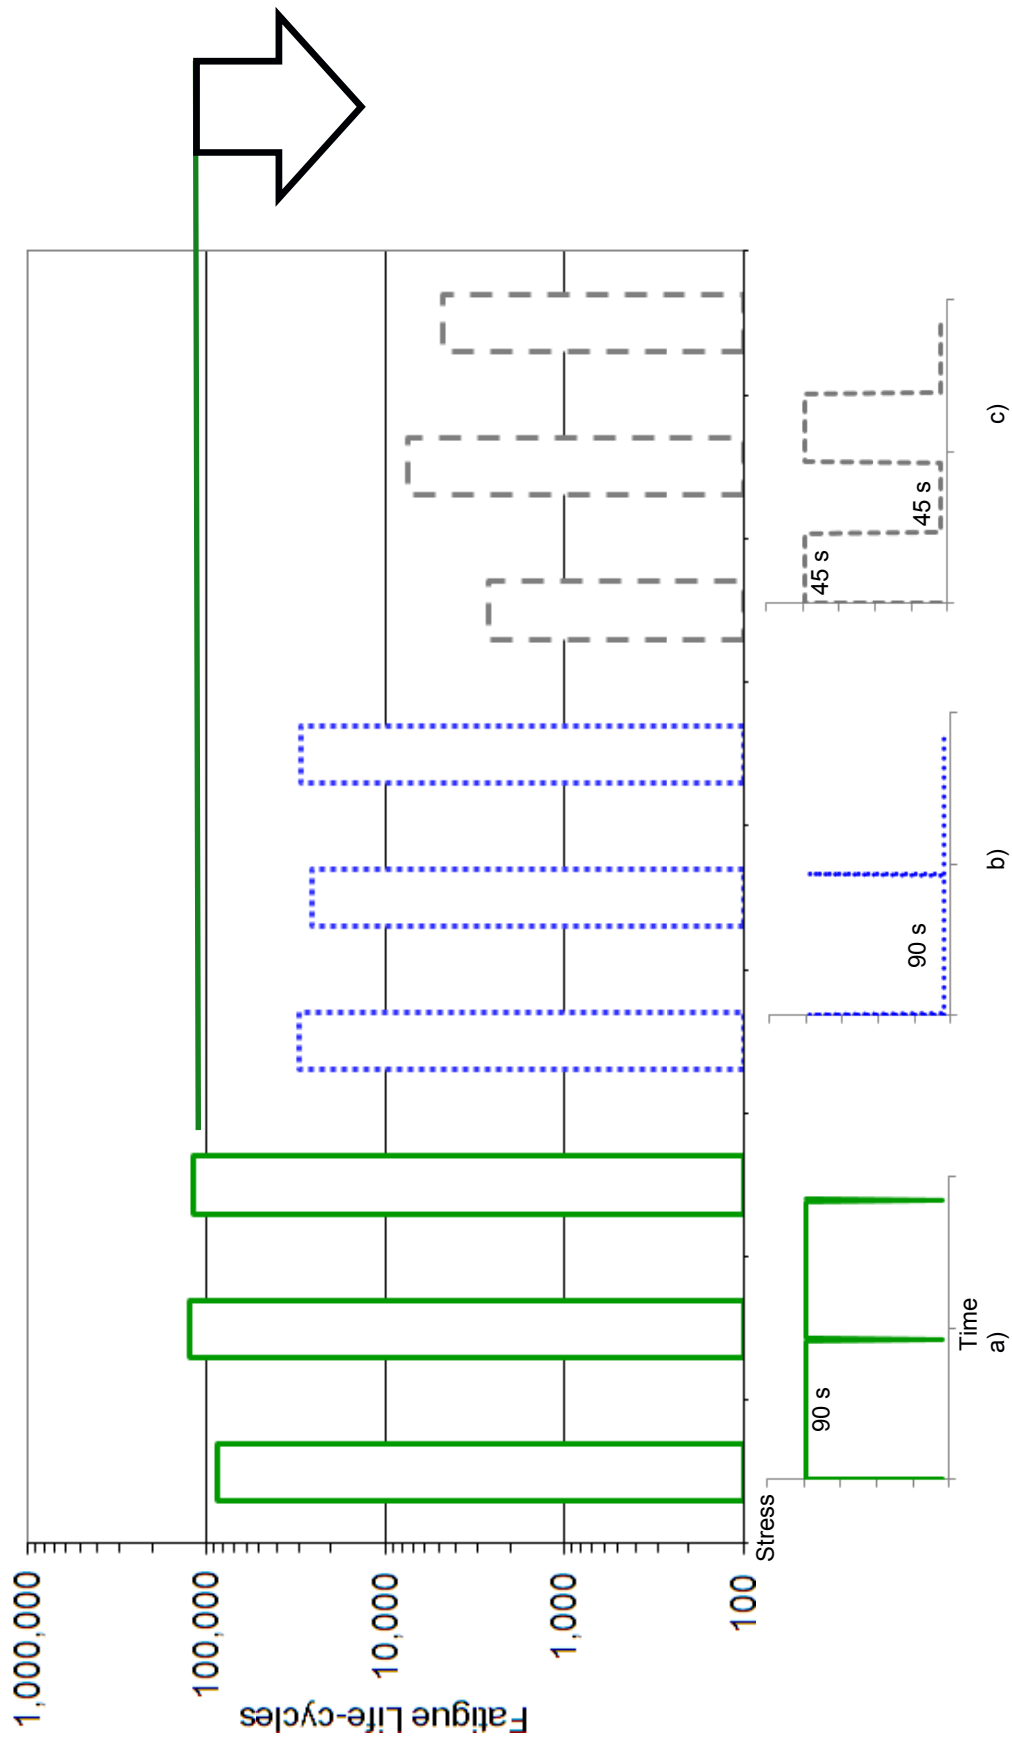 1,000,000
100,000
10,000
1,000
100
Fatigue Life-cycles
Stress
90 s
Time
a)
90 s
b)
45 s
45 s
c)